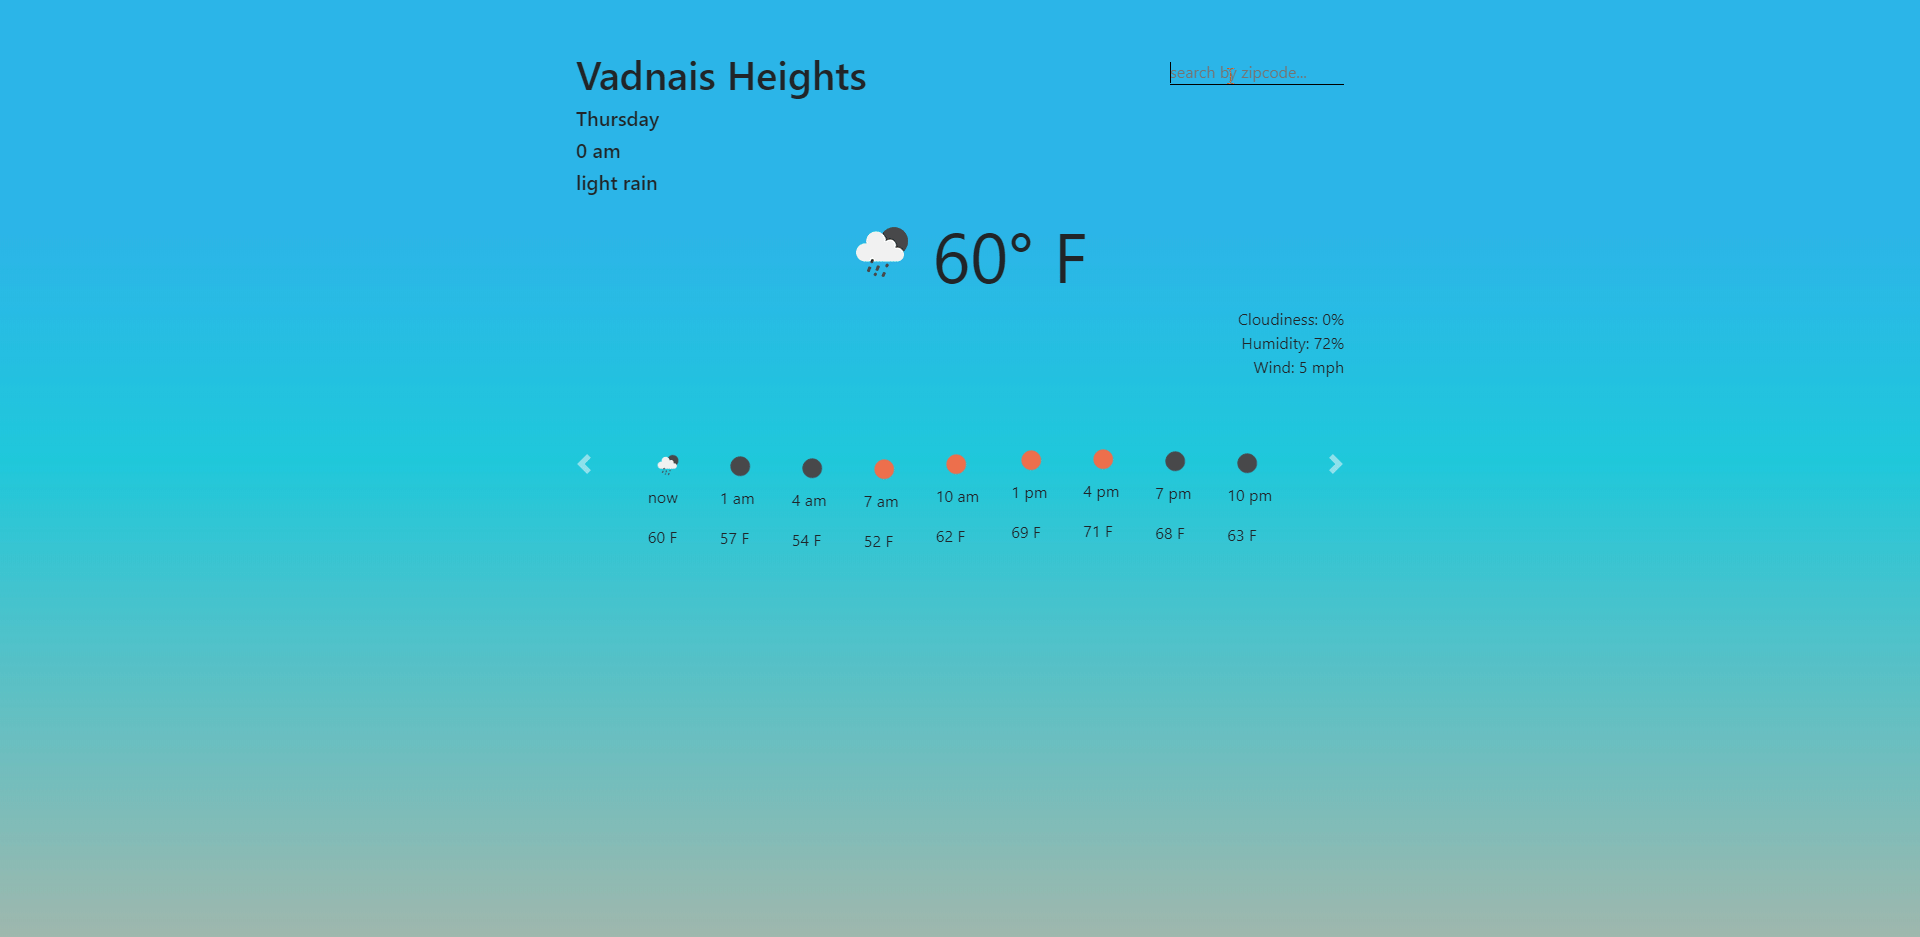 Vadnais Heights
search by zipcode...
Thursday
0 am
light rain
60° F
Cloudiness: 0%
Humidity: 72%
Wind: 5 mph
now 1 am 4 am 7 am 10 am 1 pm 4 pm 7 pm 10 pm
60 F 57 F 54 F 52 F 62 F 69 F 71 F 68 F 63 F